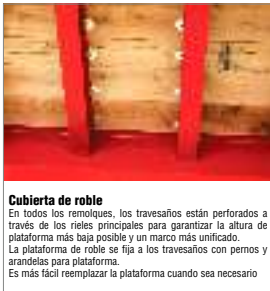 Cubierta de roble
En todos los remolques, los travesaños están perforados a
través de los rieles principales para garantizar la altura de
plataforma más baja posible y un marco más unificado.
La plataforma de roble se fija a los travesaños con pernos y
arandelas para plataforma.
Es más fácil reemplazar la plataforma cuando sea necesario